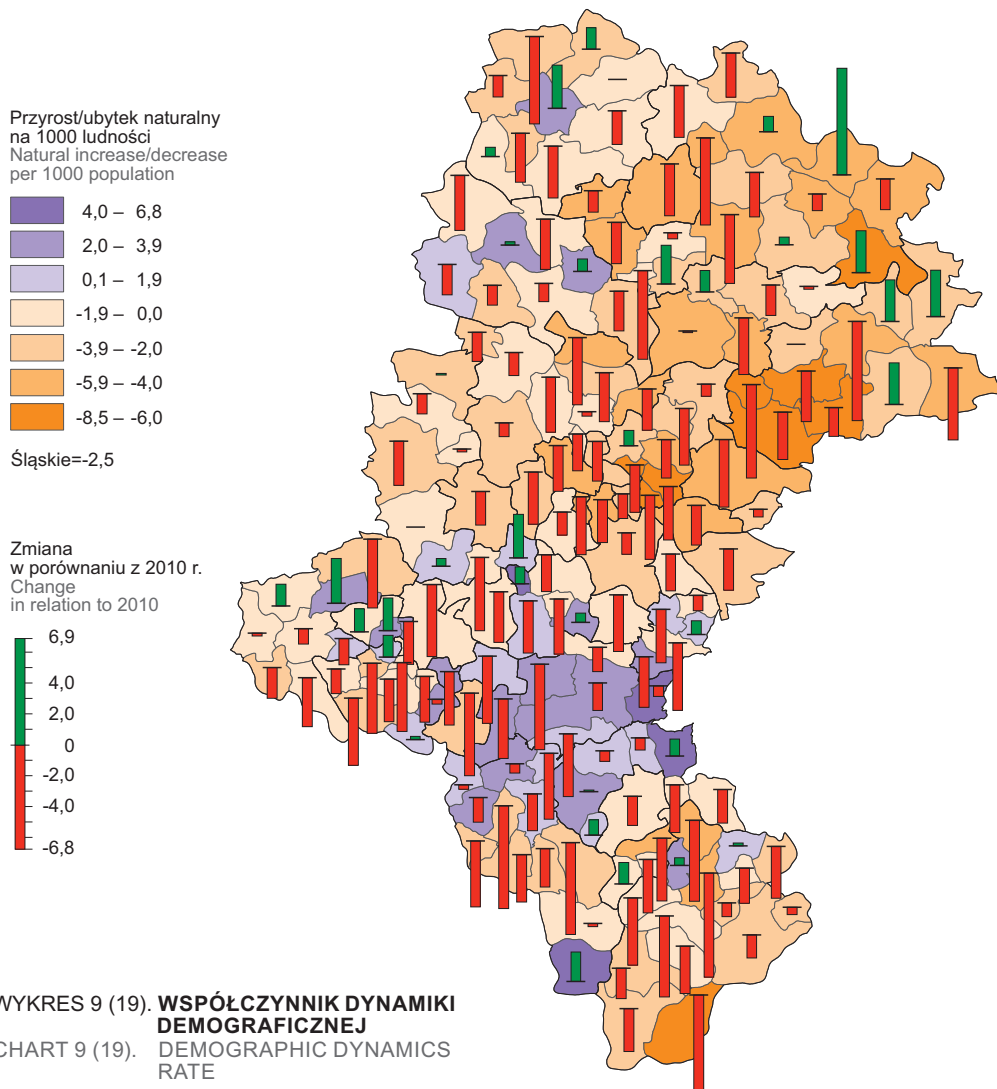 Przyrost/ubytek naturalny
na 1000 ludności
Natural increase/decrease
per 1000 population
4,0 – 6,8
2,0 – 3,9
0,1 – 1,9
-1,9 – 0,0
-3,9 – -2,0
-5,9 – -4,0
-8,5 – -6,0
Śląskie=-2,5
Zmiana
w porównaniu z 2010 r.
Change
in relation to 2010
6,9
4,0
2,0
0
-2,0
-4,0
-6,8
WYKRES 9 (19). WSPÓŁCZYNNIK DYNAMIKI
DEMOGRAFICZNEJ
CHART 9 (19). DEMOGRAPHIC DYNAMICS
RATE